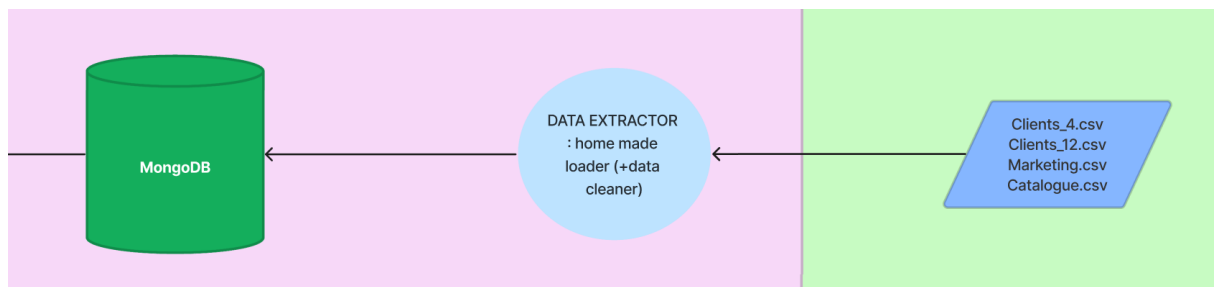 MongoDB
DATA EXTRACTOR
: home made
loader (+data
cleaner)
Clients_4.csv
Clients_12.csv
Marketing.csv
Catalogue.csv